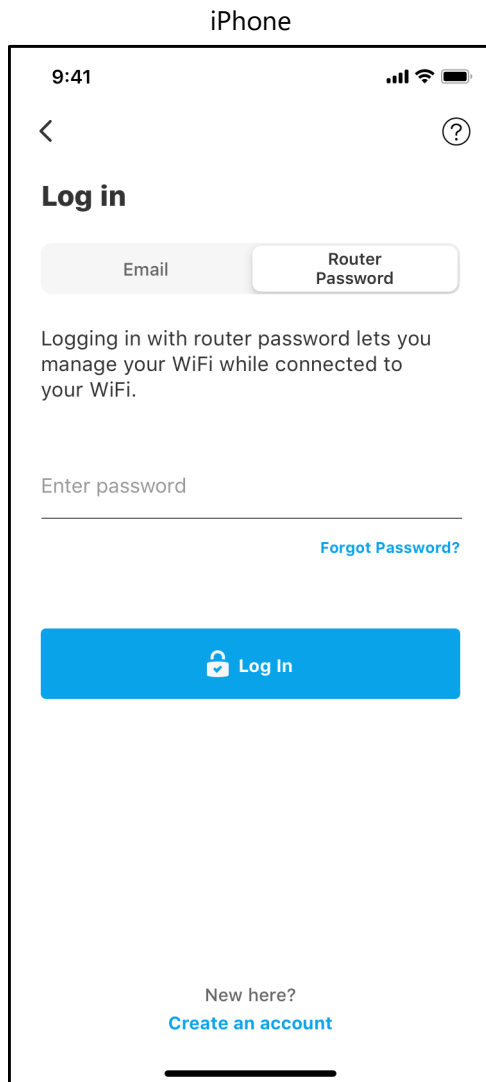 iPhone
9:41
?
Log in
Email
Router
Password
Logging in with router password lets you
manage your WiFi while connected to
your WiFi.
Enter password
Forgot Password?
Log In
New here?
Create an account